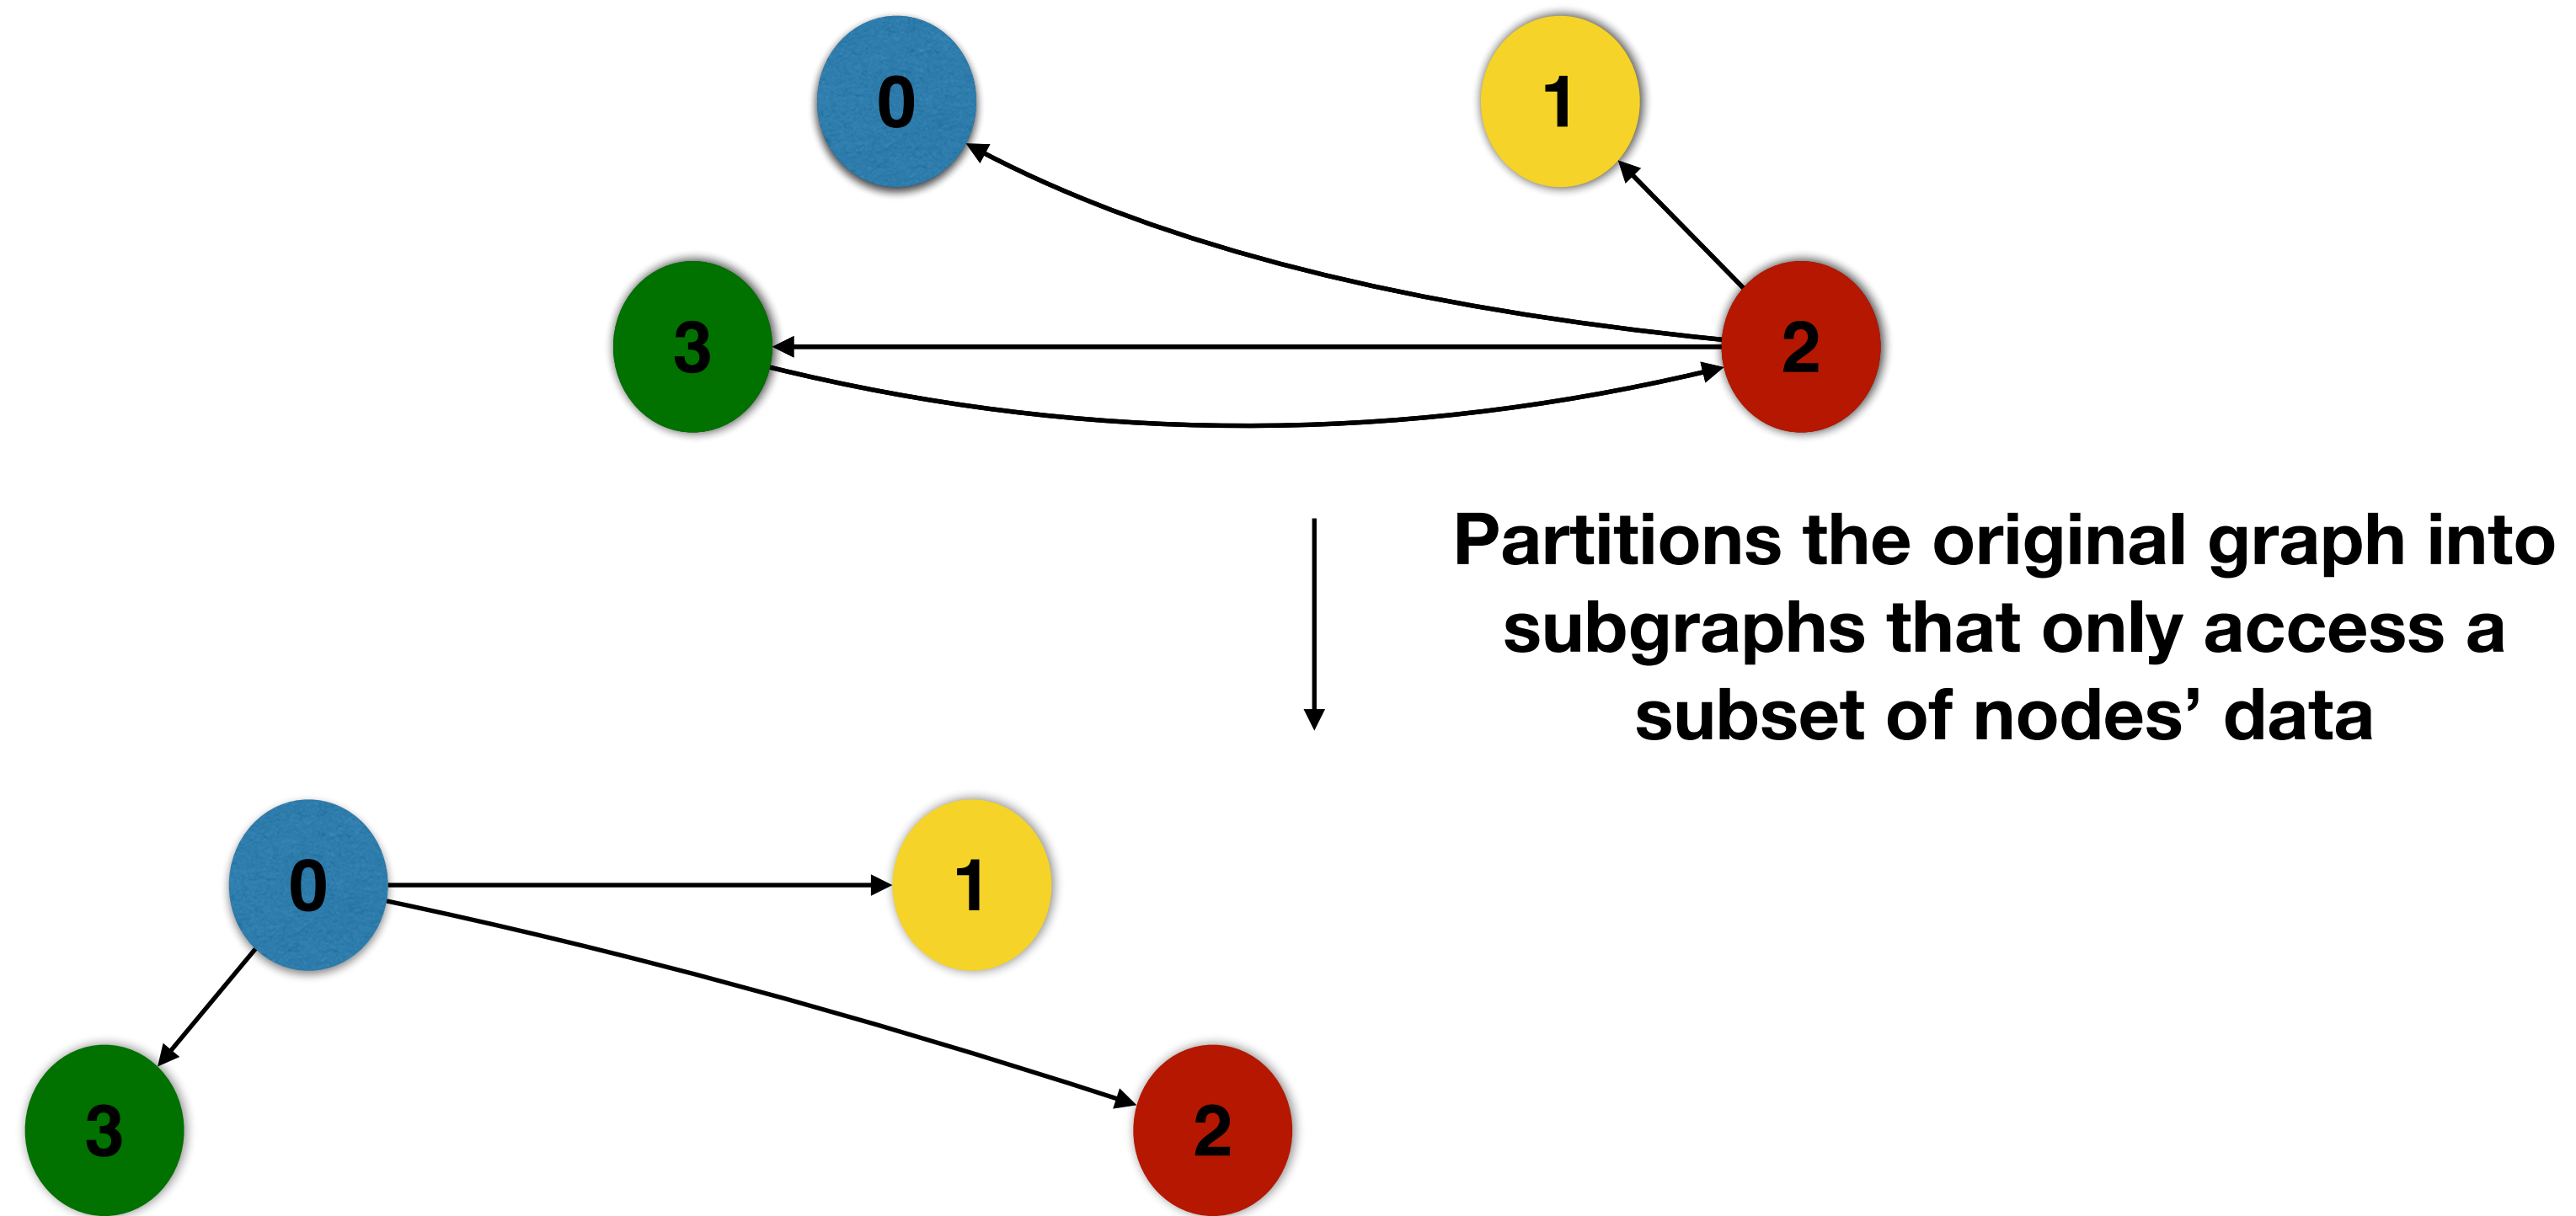 0
1
3
2
Partitions the original graph into
subgraphs that only access a
subset of nodes’ data
0
1
3
2